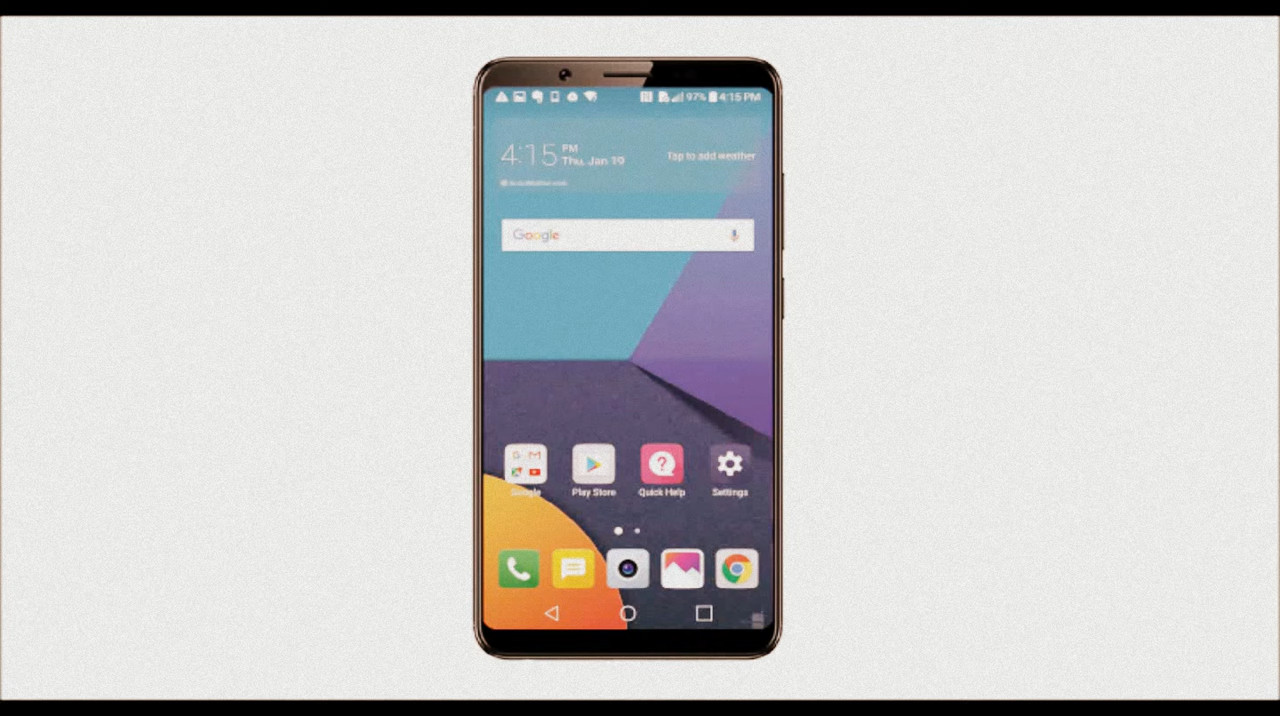 97% 4:15 PM
4:15 PM
Thu, Jan 19
Tap to add weather
Google
Google
Play Store
Quick Help
Settings